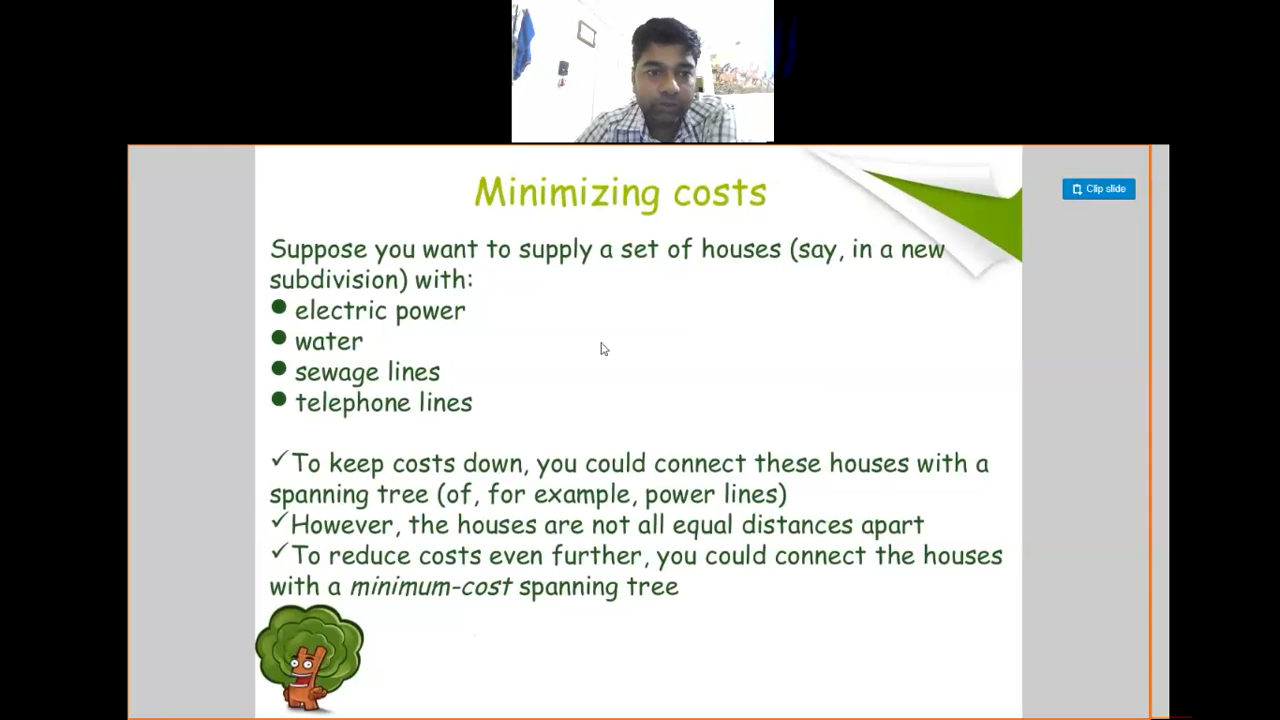 Minimizing costs
Clip slide
Suppose you want to supply a set of houses (say, in a new
subdivision) with:
● electric power
● water
● sewage lines
● telephone lines
✓To keep costs down, you could connect these houses with a
spanning tree (of, for example, power lines)
✓However, the houses are not all equal distances apart
✓To reduce costs even further, you could connect the houses
with a minimum-cost spanning tree